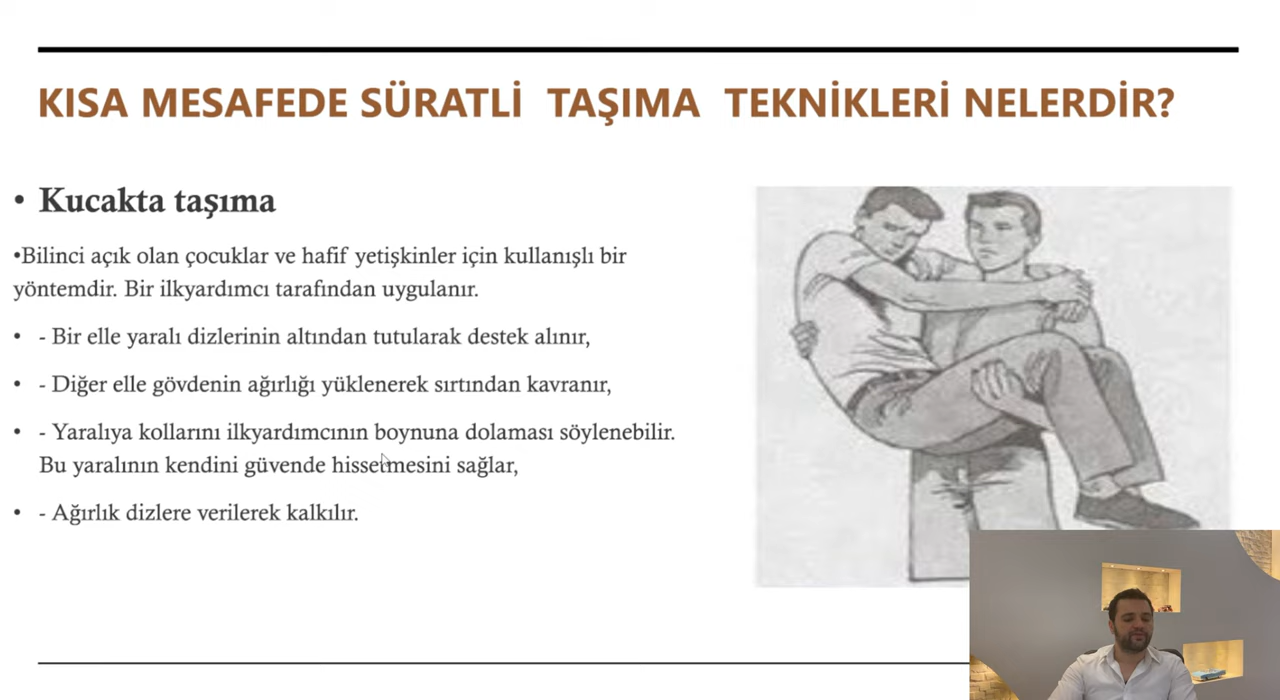 KISA MESAFEDE SÜRATLİ TAŞIMA TEKNİKLERİ NELERDİR?
• Kucakta taşıma
•Bilinci açık olan çocuklar ve hafif yetişkinler için kullanışlı bir
yöntemdir. Bir ilkyardımcı tarafından uygulanır.
• - Bir elle yaralı dizlerinin altından tutularak destek alınır,
• - Diğer elle gövdenin ağırlığı yüklenerek sırtından kavranır,
• - Yaralıya kollarını ilkyardımcının boynuna dolaması söylenebilir.
Bu yaralının kendini güvende hissetmesini sağlar,
• - Ağırlık dizlere verilerek kalkılır.